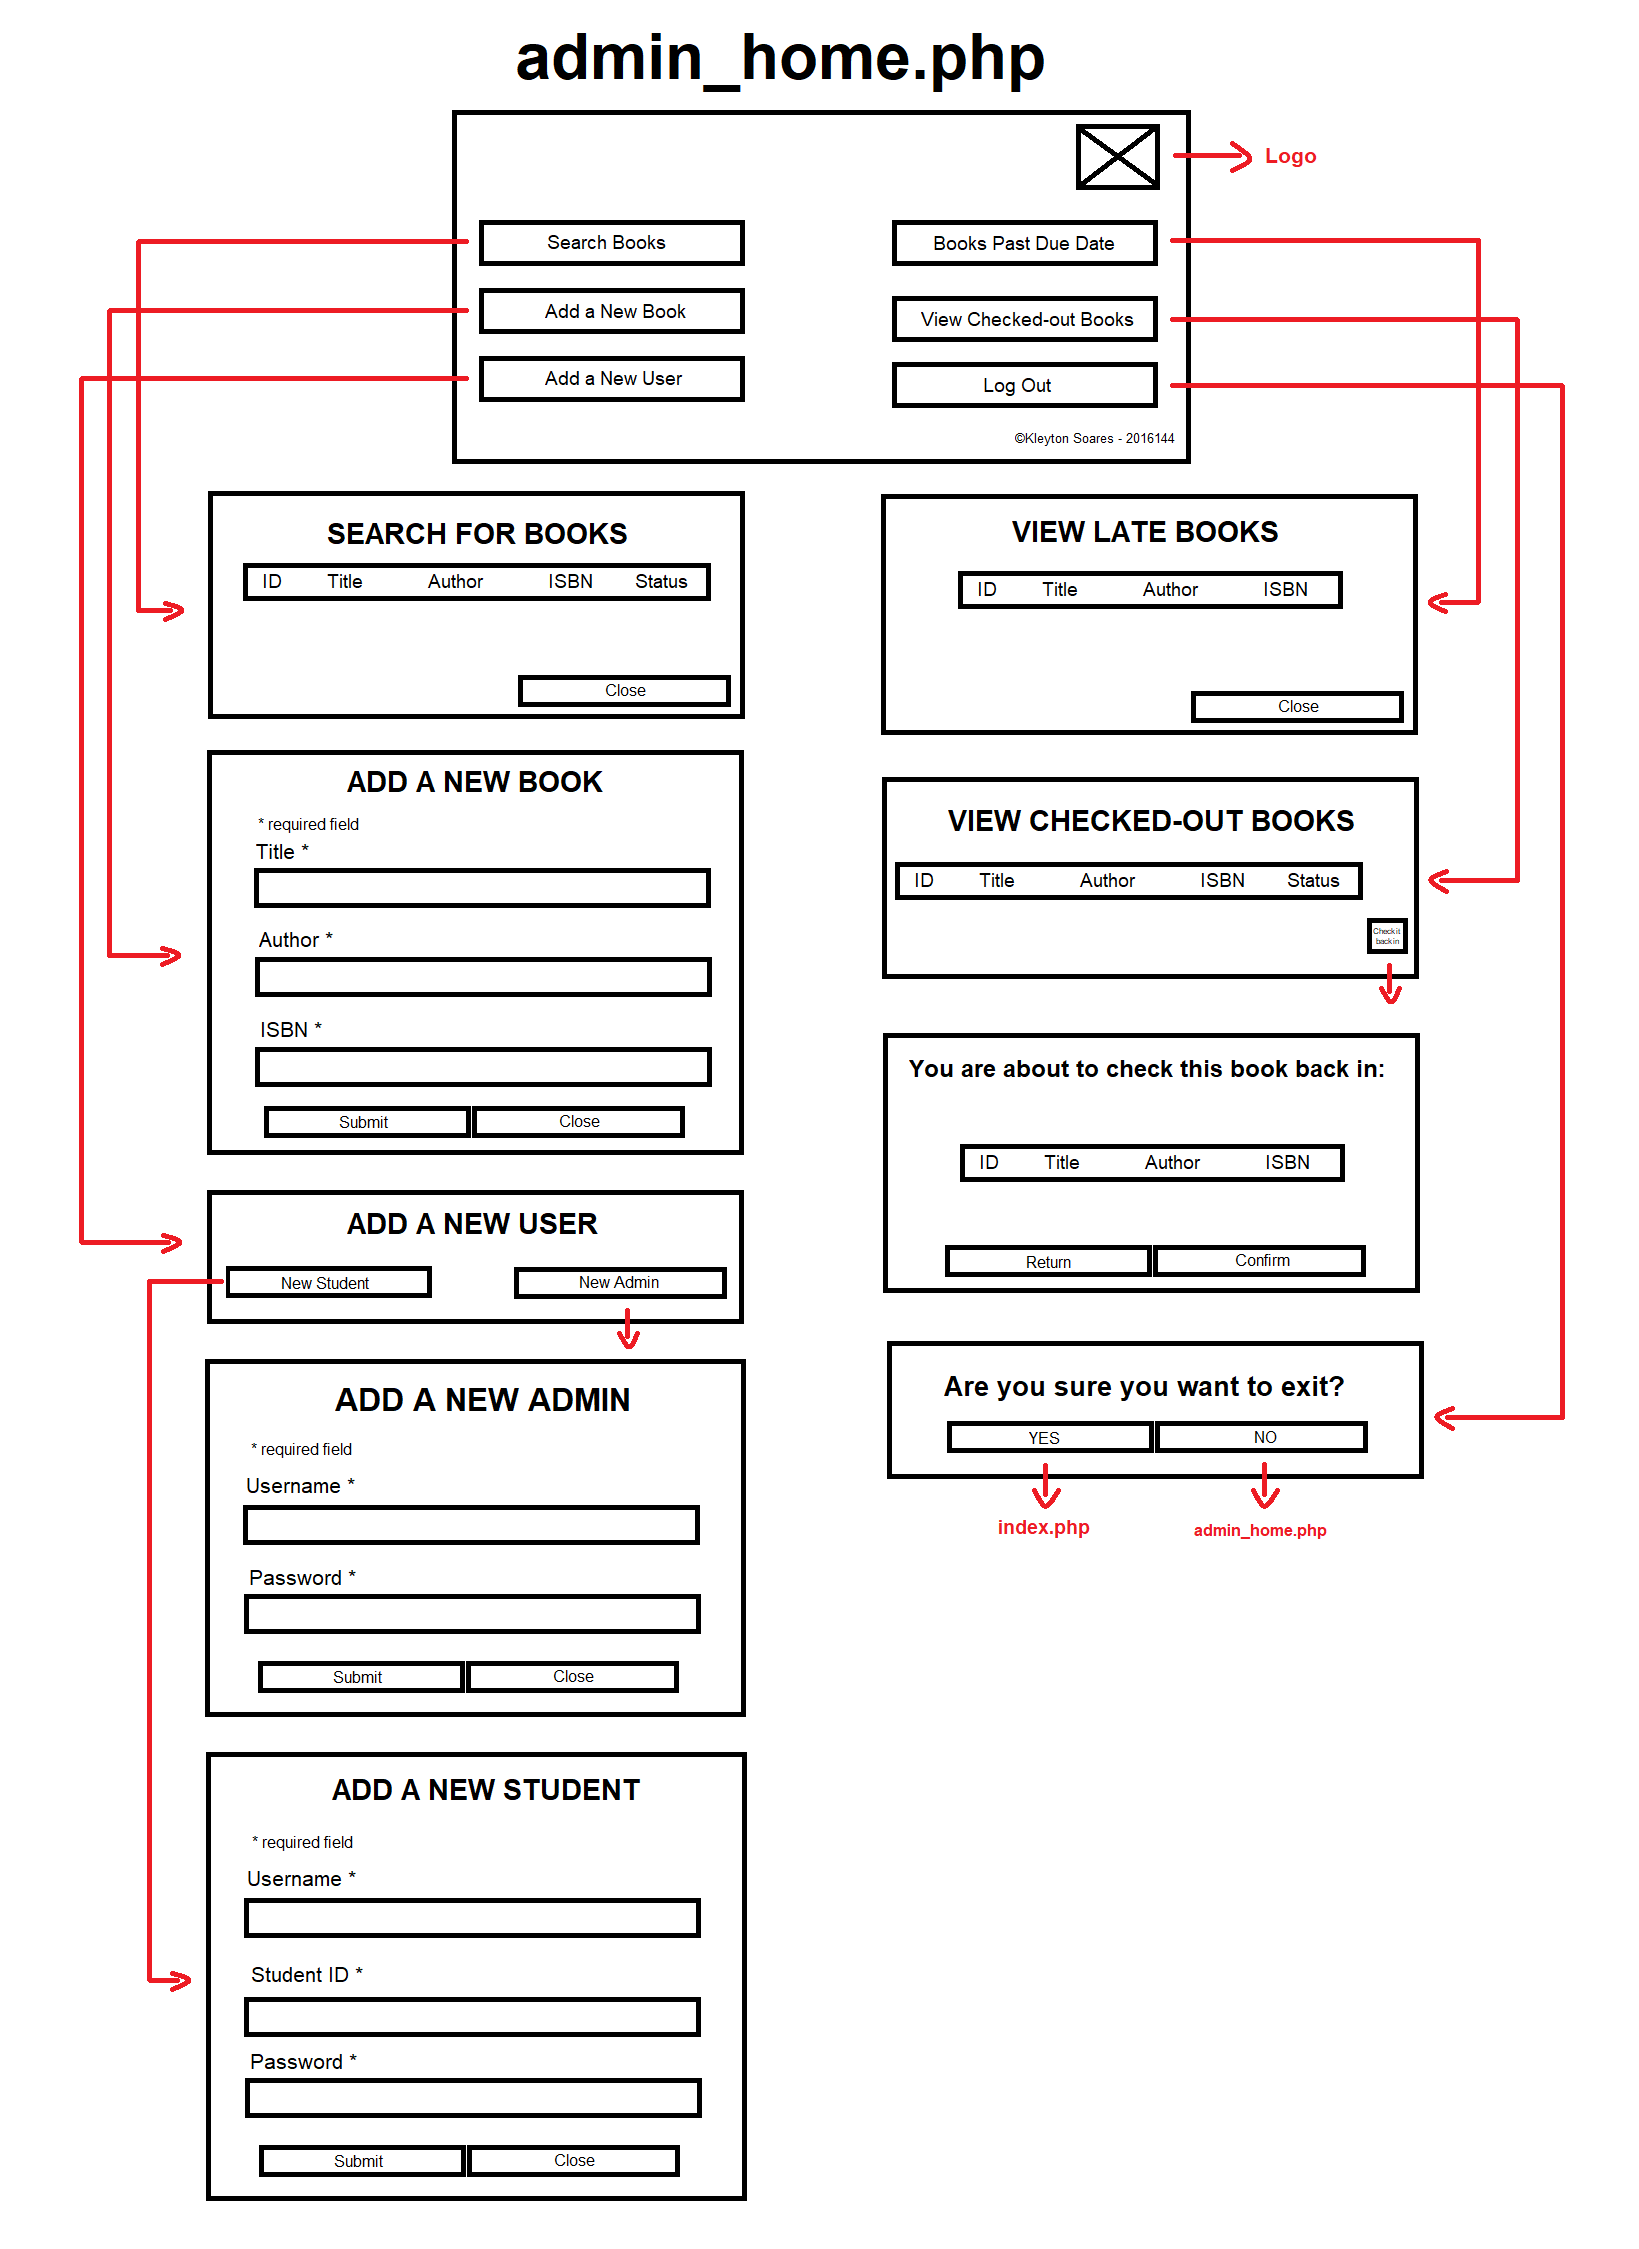 admin_home.php
Logo
Search Books
Books Past Due Date
Add a New Book
View Checked-out Books
Add a New User
Log Out
©Kleyton Soares - 2016144
SEARCH FOR BOOKS
ID Title Author ISBN Status
Close
ADD A NEW BOOK
* required field
Title *
Author *
ISBN *
Submit Close
ADD A NEW USER
New Student New Admin
ADD A NEW ADMIN
* required field
Username *
Password *
Submit Close
ADD A NEW STUDENT
* required field
Username *
Student ID *
Password *
Submit Close
VIEW LATE BOOKS
ID Title Author ISBN
Close
VIEW CHECKED-OUT BOOKS
ID Title Author ISBN Status
Check it
back in
You are about to check this book back in:
ID Title Author ISBN
Return Confirm
Are you sure you want to exit?
YES NO
index.php admin_home.php